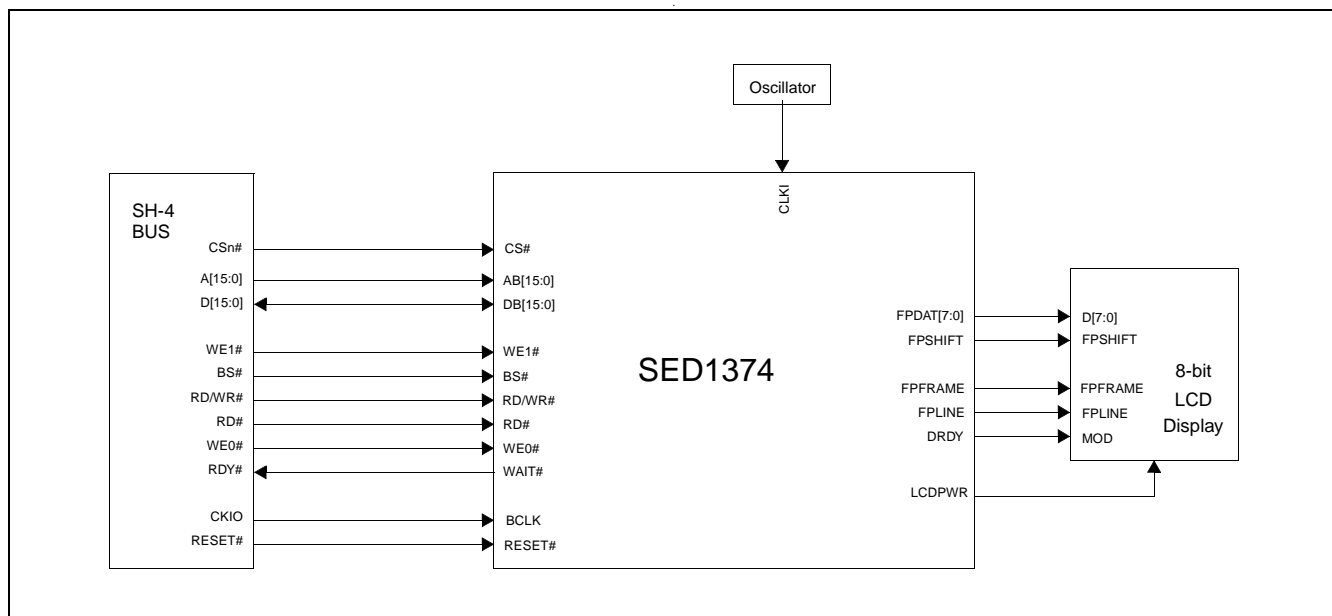 Oscillator
CLKI
SH-4
BUS
CSn#
A[15:0]
D[15:0]
WE1#
BS#
RD/WR#
RD#
WE0#
RDY#
CKIO
RESET#
CS#
AB[15:0]
DB[15:0]
WE1#
BS#
RD/WR#
RD#
WE0#
WAIT#
BCLK
RESET#
SED1374
FPDAT[7:0]
FPSHIFT
FPFRAME
FPLINE
DRDY
LCDPWR
D[7:0]
FPSHIFT
FPFRAME
FPLINE
MOD
8-bit
LCD
Display